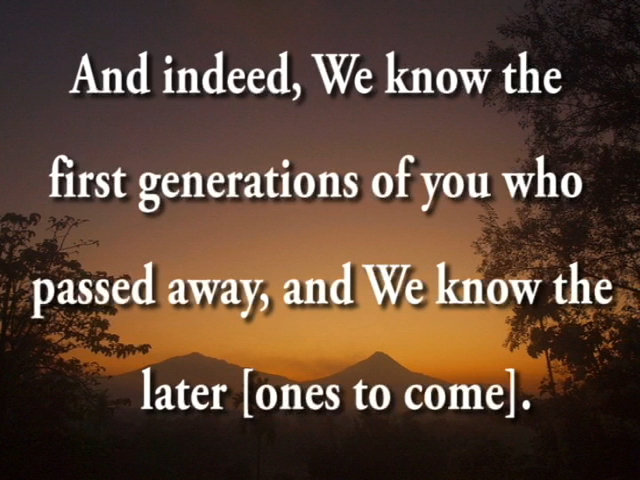 And indeed, We know the
first generations of you who
passed away, and We know the
later [ones to come].